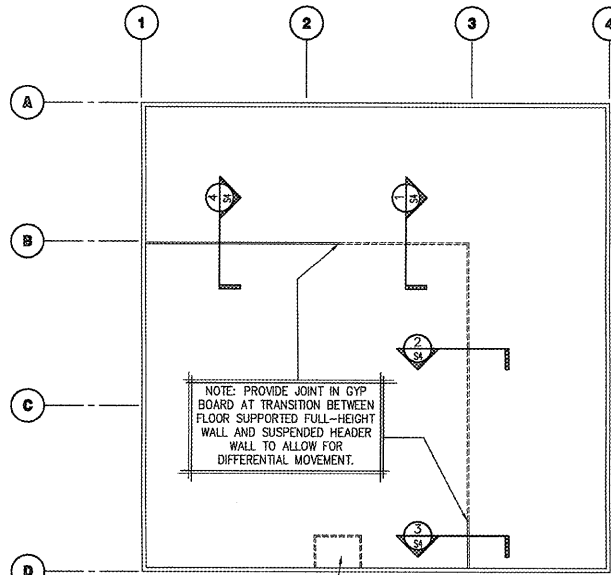 1
2
3
4
A
B
C
D
4
S4
1
S4
2
S4
3
S4
NOTE: PROVIDE JOINT IN GYP
BOARD AT TRANSITION BETWEEN
FLOOR SUPPORTED FULL-HEIGHT
WALL AND SUSPENDED HEADER
WALL TO ALLOW FOR
DIFFERENTIAL MOVEMENT.